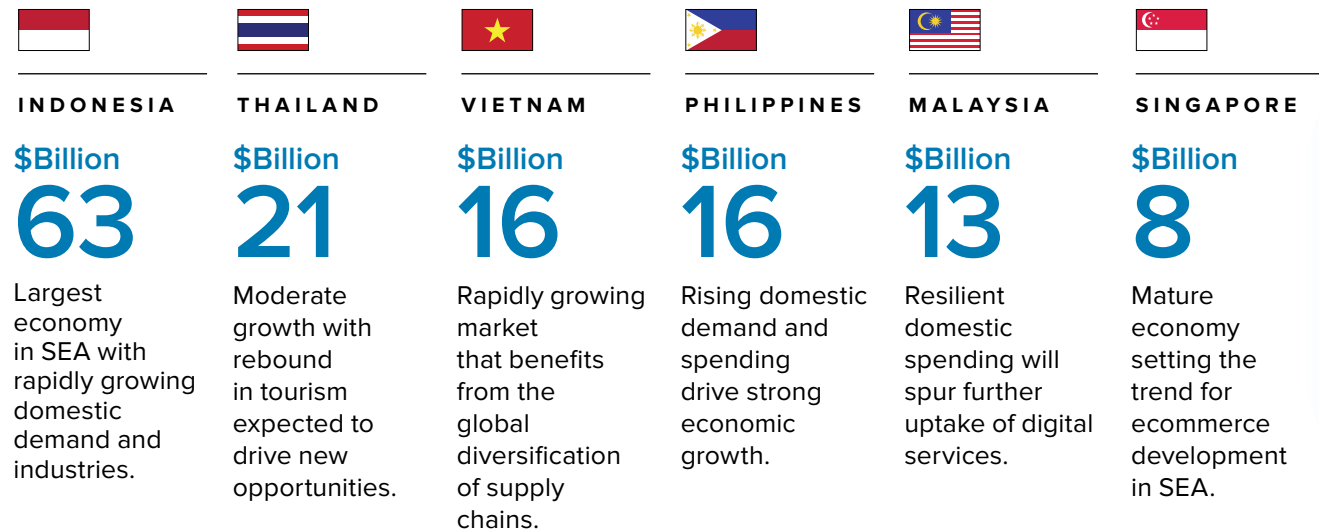 INDONESIA
$Billion
63
Largest
economy
in SEA with
rapidly growing
domestic
demand and
industries.
THAILAND
$Billion
21
Moderate
growth with
rebound
in tourism
expected to
drive new
opportunities.
VIETNAM
$Billion
16
Rapidly growing
market
that benefits
from the
global
diversification
of supply
chains.
PHILIPPINES
$Billion
16
Rising domestic
demand and
spending
drive strong
economic
growth.
MALAYSIA
$Billion
13
Resilient
domestic
spending will
spur further
uptake of digital
services.
SINGAPORE
$Billion
8
Mature
economy
setting the
trend for
ecommerce
development
in SEA.